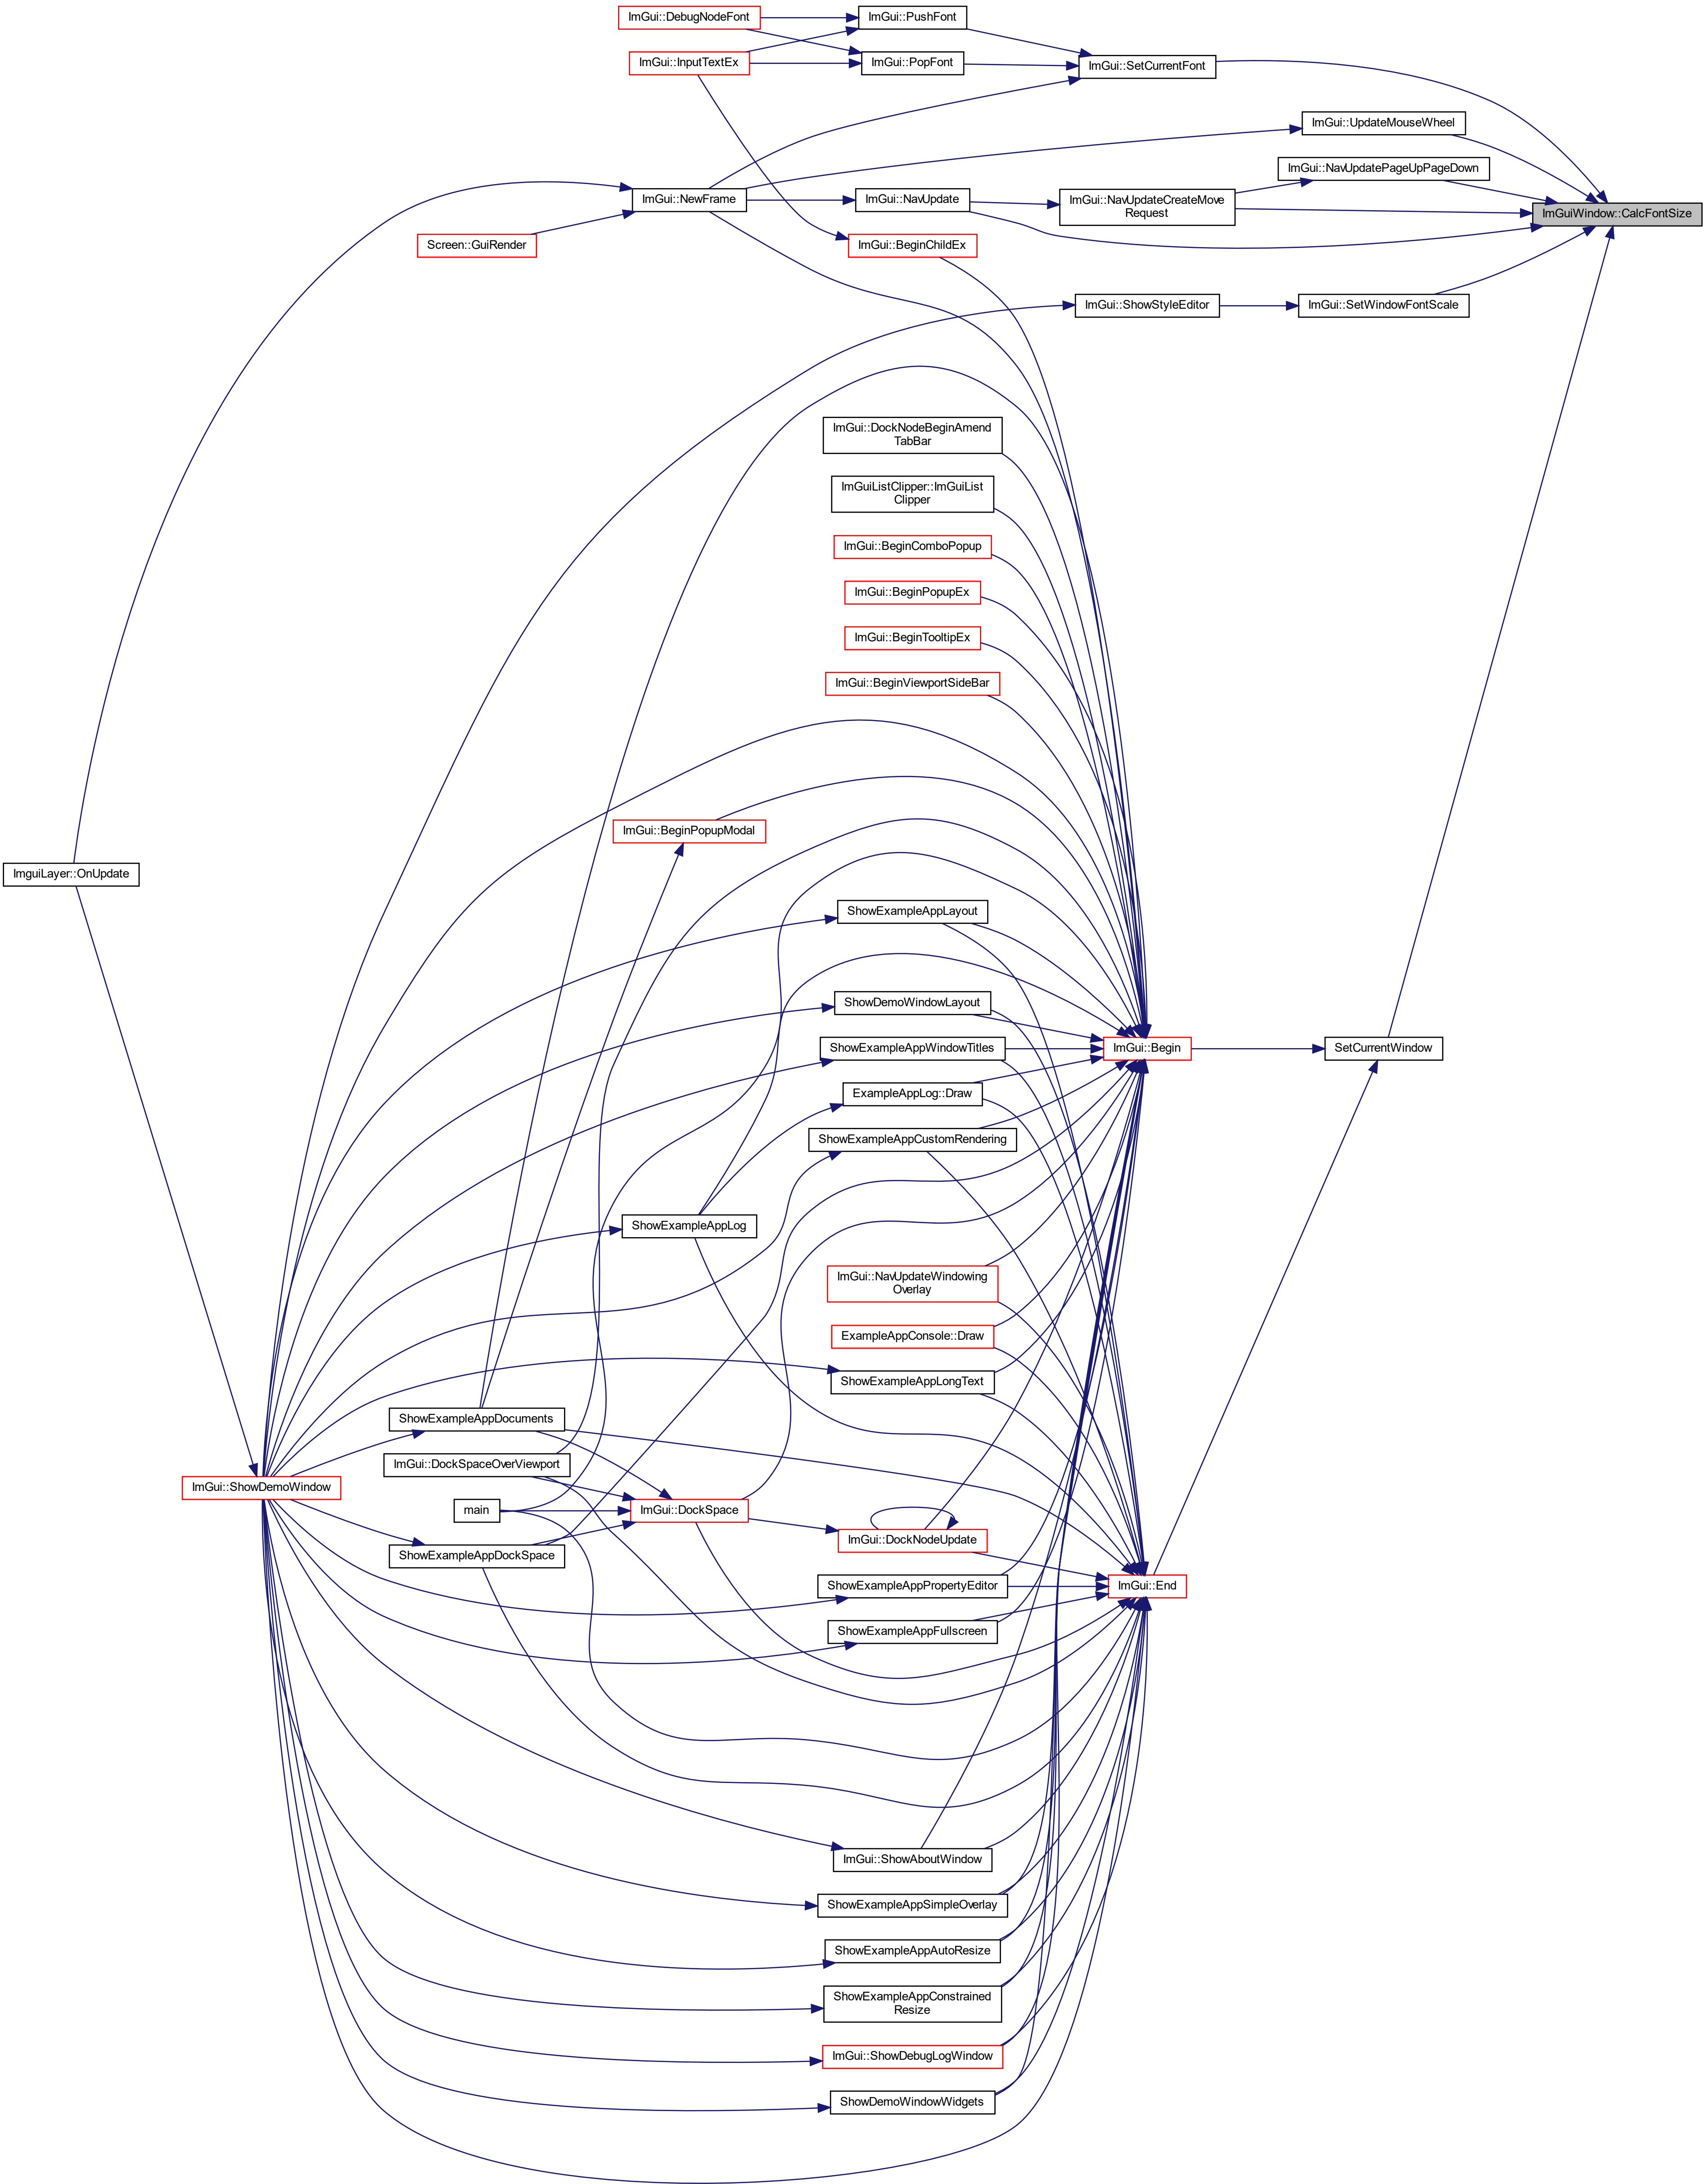 ImGui::DebugNodeFont
ImGui::PushFont
ImGui::InputTextEx
ImGui::PopFont
ImGui::SetCurrentFont
ImGui::UpdateMouseWheel
ImGui::NavUpdatePageUpPageDown
ImGui::NewFrame
ImGui::NavUpdate
ImGui::NavUpdateCreateMove
Request
ImGuiWindow::CalcFontSize
Screen::GuiRender
ImGui::BeginChildEx
ImGui::ShowStyleEditor
ImGui::SetWindowFontScale
ImGui::DockNodeBeginAmend
TabBar
ImGuiListClipper::ImGuiList
Clipper
ImGui::BeginComboPopup
ImGui::BeginPopupEx
ImGui::BeginTooltipEx
ImGui::BeginViewportSideBar
ImGui::BeginPopupModal
ImguiLayer::OnUpdate
ShowExampleAppLayout
ShowDemoWindowLayout
ShowExampleAppWindowTitles
ImGui::Begin
SetCurrentWindow
ExampleAppLog::Draw
ShowExampleAppCustomRendering
ShowExampleAppLog
ImGui::NavUpdateWindowing
Overlay
ExampleAppConsole::Draw
ShowExampleAppLongText
ShowExampleAppDocuments
ImGui::DockSpaceOverViewport
ImGui::ShowDemoWindow
main
ImGui::DockSpace
ImGui::DockNodeUpdate
ShowExampleAppDockSpace
ShowExampleAppPropertyEditor
ImGui::End
ShowExampleAppFullscreen
ImGui::ShowAboutWindow
ShowExampleAppSimpleOverlay
ShowExampleAppAutoResize
ShowExampleAppConstrained
Resize
ImGui::ShowDebugLogWindow
ShowDemoWindowWidgets